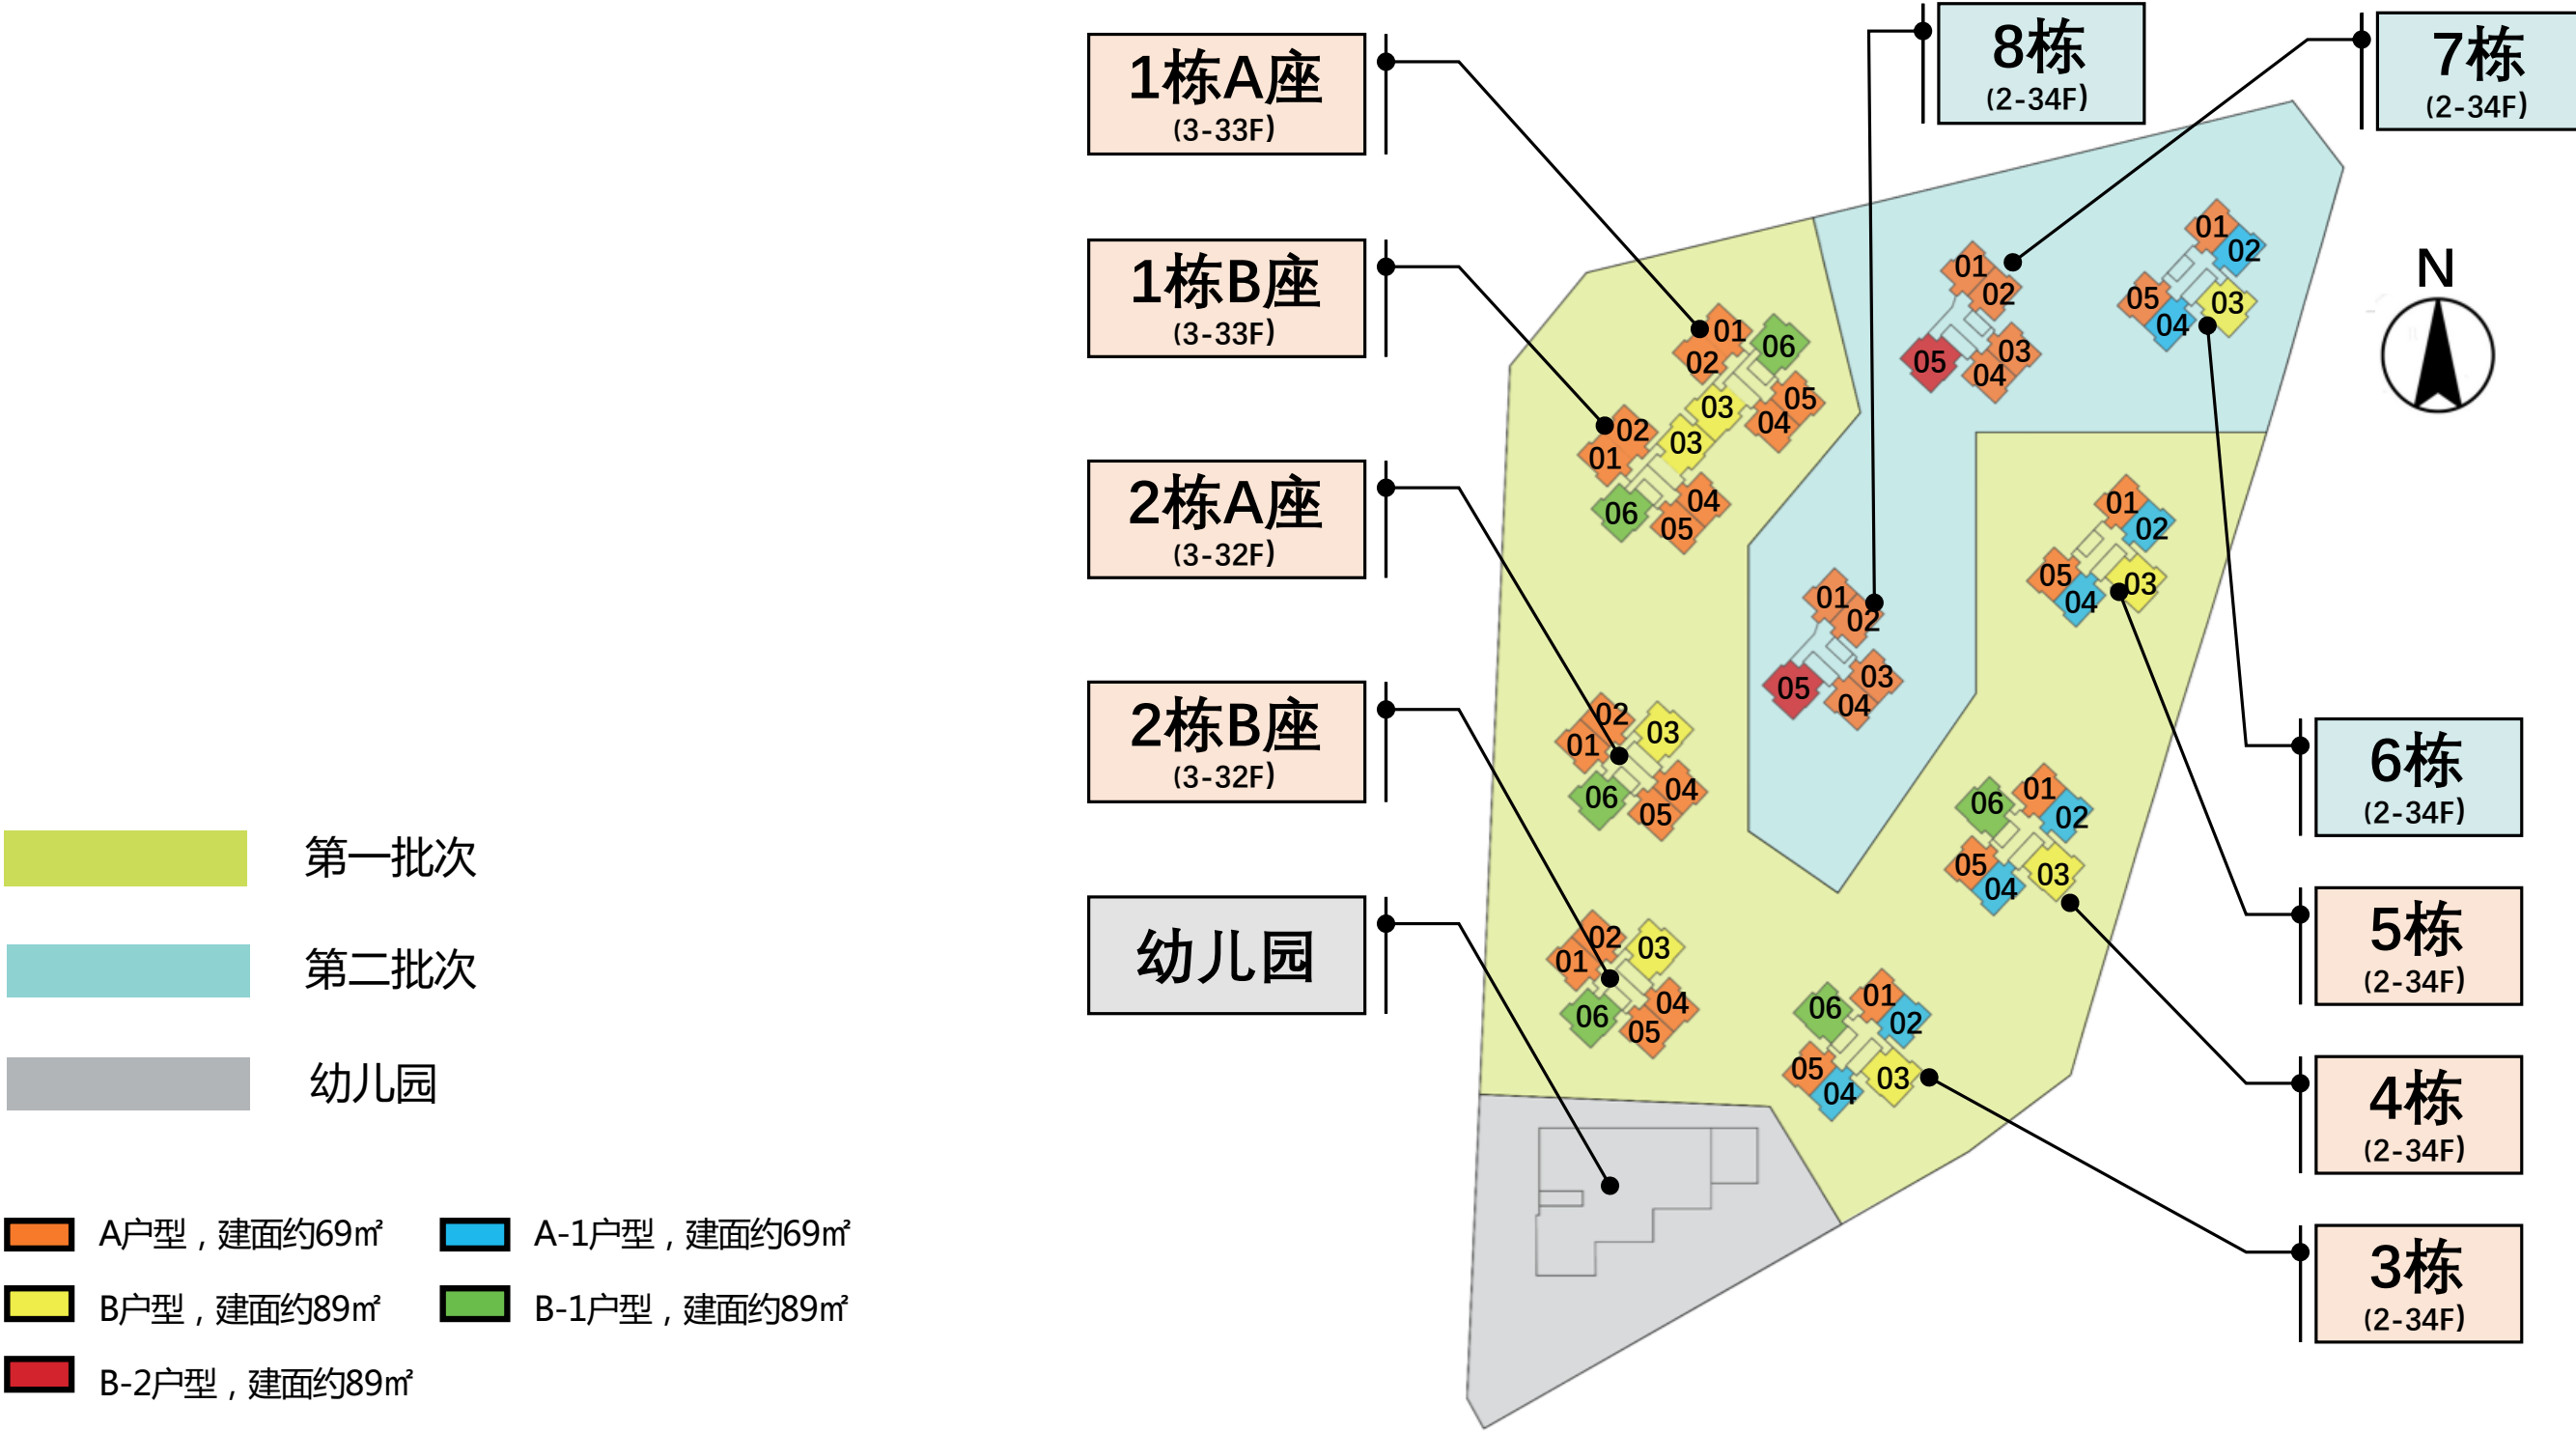 1栋A座
(3-33F)
1栋B座
(3-33F)
2栋A座
(3-32F)
2栋B座
(3-32F)
幼儿园
8栋
(2-34F)
7栋
(2-34F)
N
6栋
(2-34F)
5栋
(2-34F)
4栋
(2-34F)
3栋
(2-34F)
01
02
06
03
05
04
02
01
03
04
05
06
01
02
03
04
05
01
02
03
04
05
01
02
03
04
05
01
02
03
04
05
02
01
03
04
05
06
02
01
03
04
05
06
06
01
02
03
04
05
06
01
02
03
04
05
第一批次
第二批次
幼儿园
A户型，建面约69㎡
A-1户型，建面约69㎡
B户型，建面约89㎡
B-1户型，建面约89㎡
B-2户型，建面约89㎡